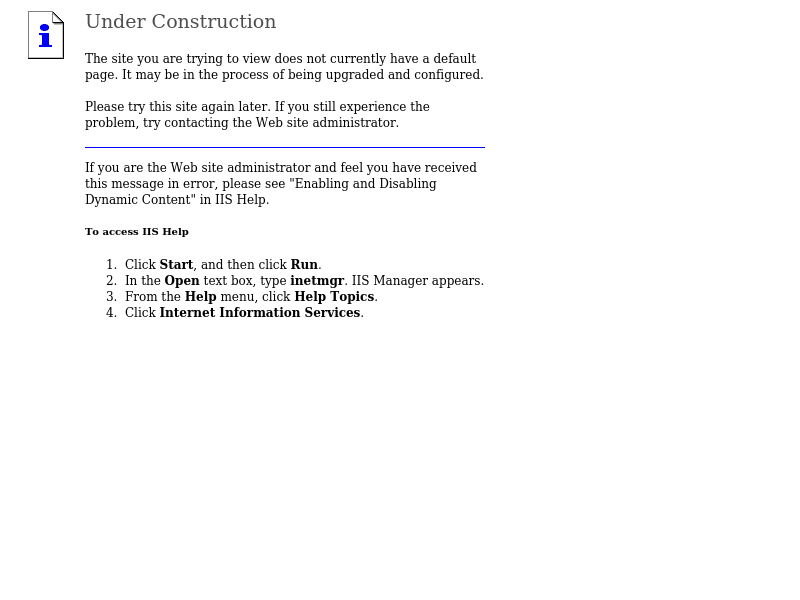 Under Construction
The site you are trying to view does not currently have a default
page. It may be in the process of being upgraded and configured.
Please try this site again later. If you still experience the
problem, try contacting the Web site administrator.
If you are the Web site administrator and feel you have received
this message in error, please see "Enabling and Disabling
Dynamic Content" in IIS Help.
To access IIS Help
1. Click Start, and then click Run.
2. In the Open text box, type inetmgr. IIS Manager appears.
3. From the Help menu, click Help Topics.
4. Click Internet Information Services.